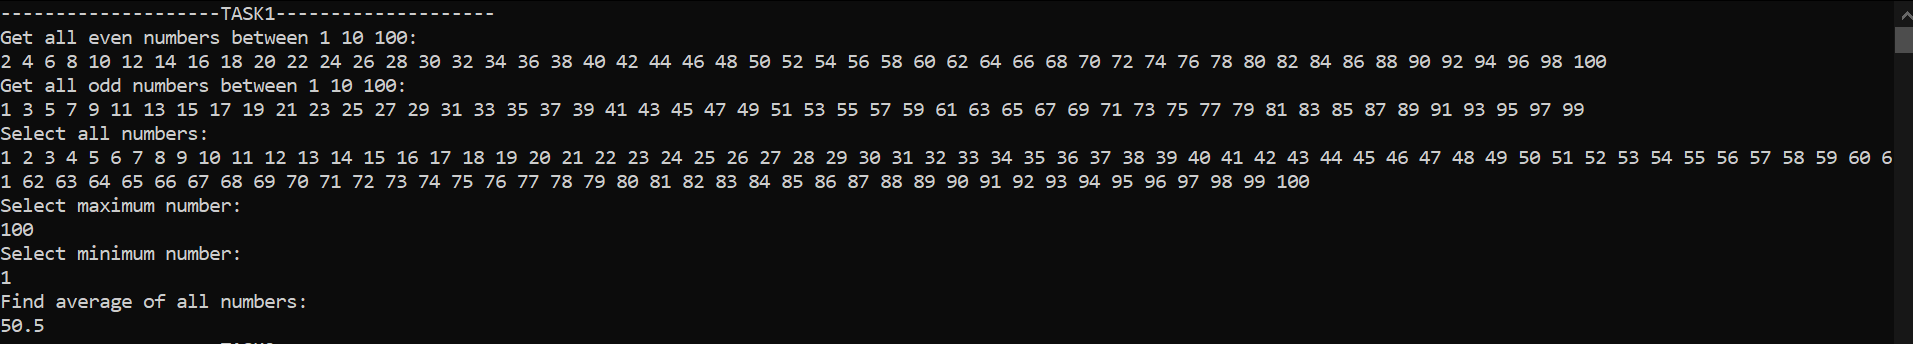 --------------------TASK1--------------------
Get all even numbers between 1 10 100:
2 4 6 8 10 12 14 16 18 20 22 24 26 28 30 32 34 36 38 40 42 44 46 48 50 52 54 56 58 60 62 64 66 68 70 72 74 76 78 80 82 84 86 88 90 92 94 96 98 100
Get all odd numbers between 1 10 100:
1 3 5 7 9 11 13 15 17 19 21 23 25 27 29 31 33 35 37 39 41 43 45 47 49 51 53 55 57 59 61 63 65 67 69 71 73 75 77 79 81 83 85 87 89 91 93 95 97 99
Select all numbers:
1 2 3 4 5 6 7 8 9 10 11 12 13 14 15 16 17 18 19 20 21 22 23 24 25 26 27 28 29 30 31 32 33 34 35 36 37 38 39 40 41 42 43 44 45 46 47 48 49 50 51 52 53 54 55 56 57 58 59 60 6
1 62 63 64 65 66 67 68 69 70 71 72 73 74 75 76 77 78 79 80 81 82 83 84 85 86 87 88 89 90 91 92 93 94 95 96 97 98 99 100
Select maximum number:
100
Select minimum number:
1
Find average of all numbers:
50.5